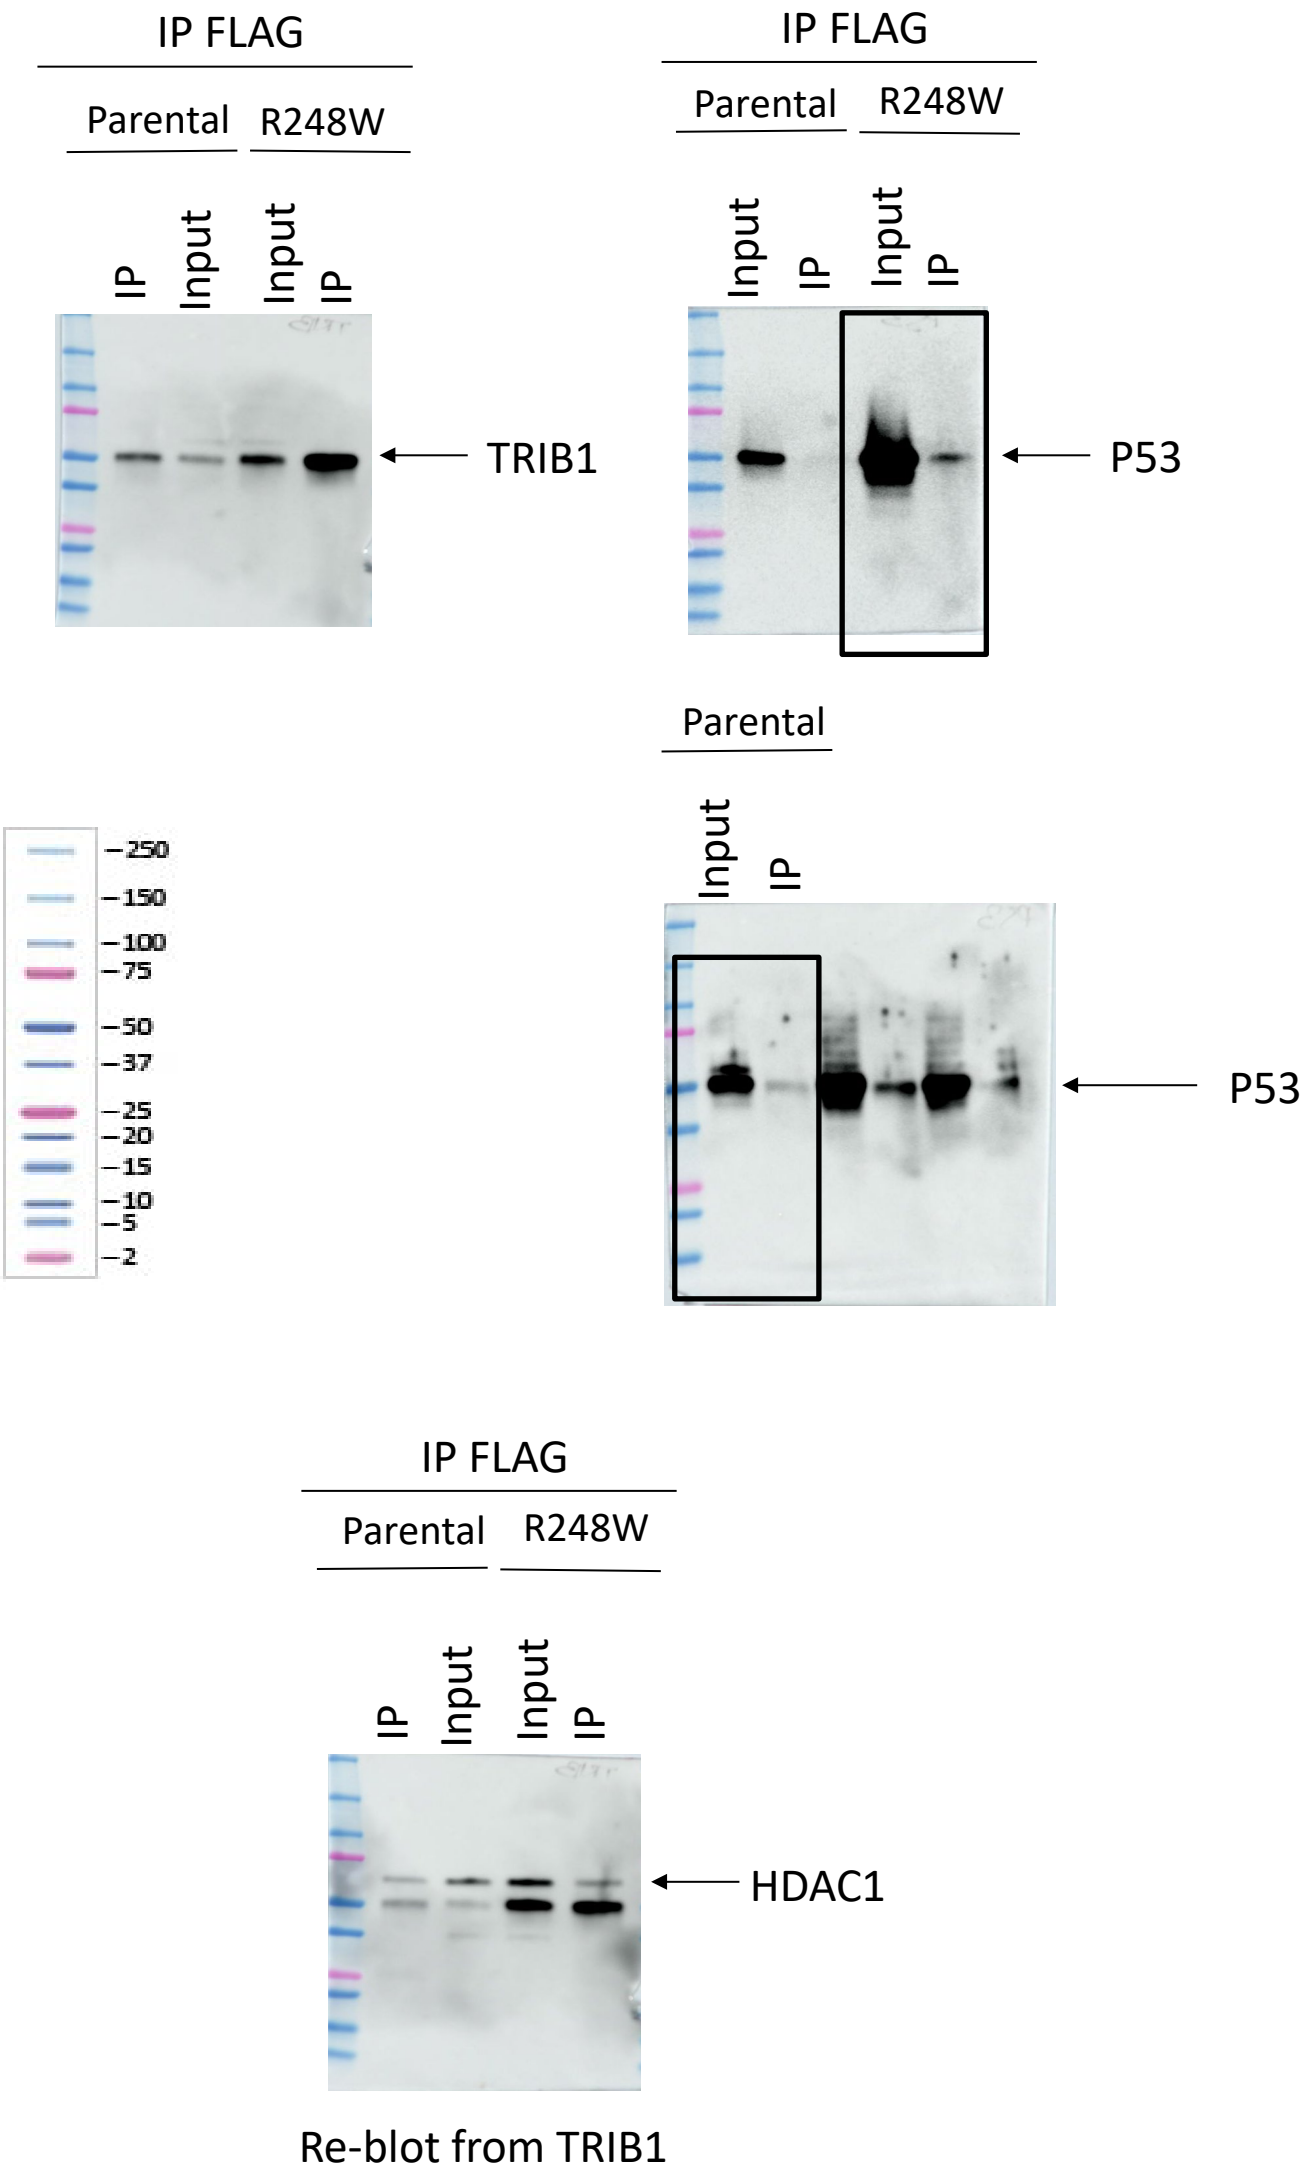 IP FLAG
Parental R248W
IP Input Input IP
TRIB1
IP FLAG
Parental R248W
Input IP Input IP
P53
Parental
Input IP
P53
250
150
100
75
50
37
25
20
15
10
5
2
IP FLAG
Parental R248W
IP Input Input IP
HDAC1
Re-blot from TRIB1